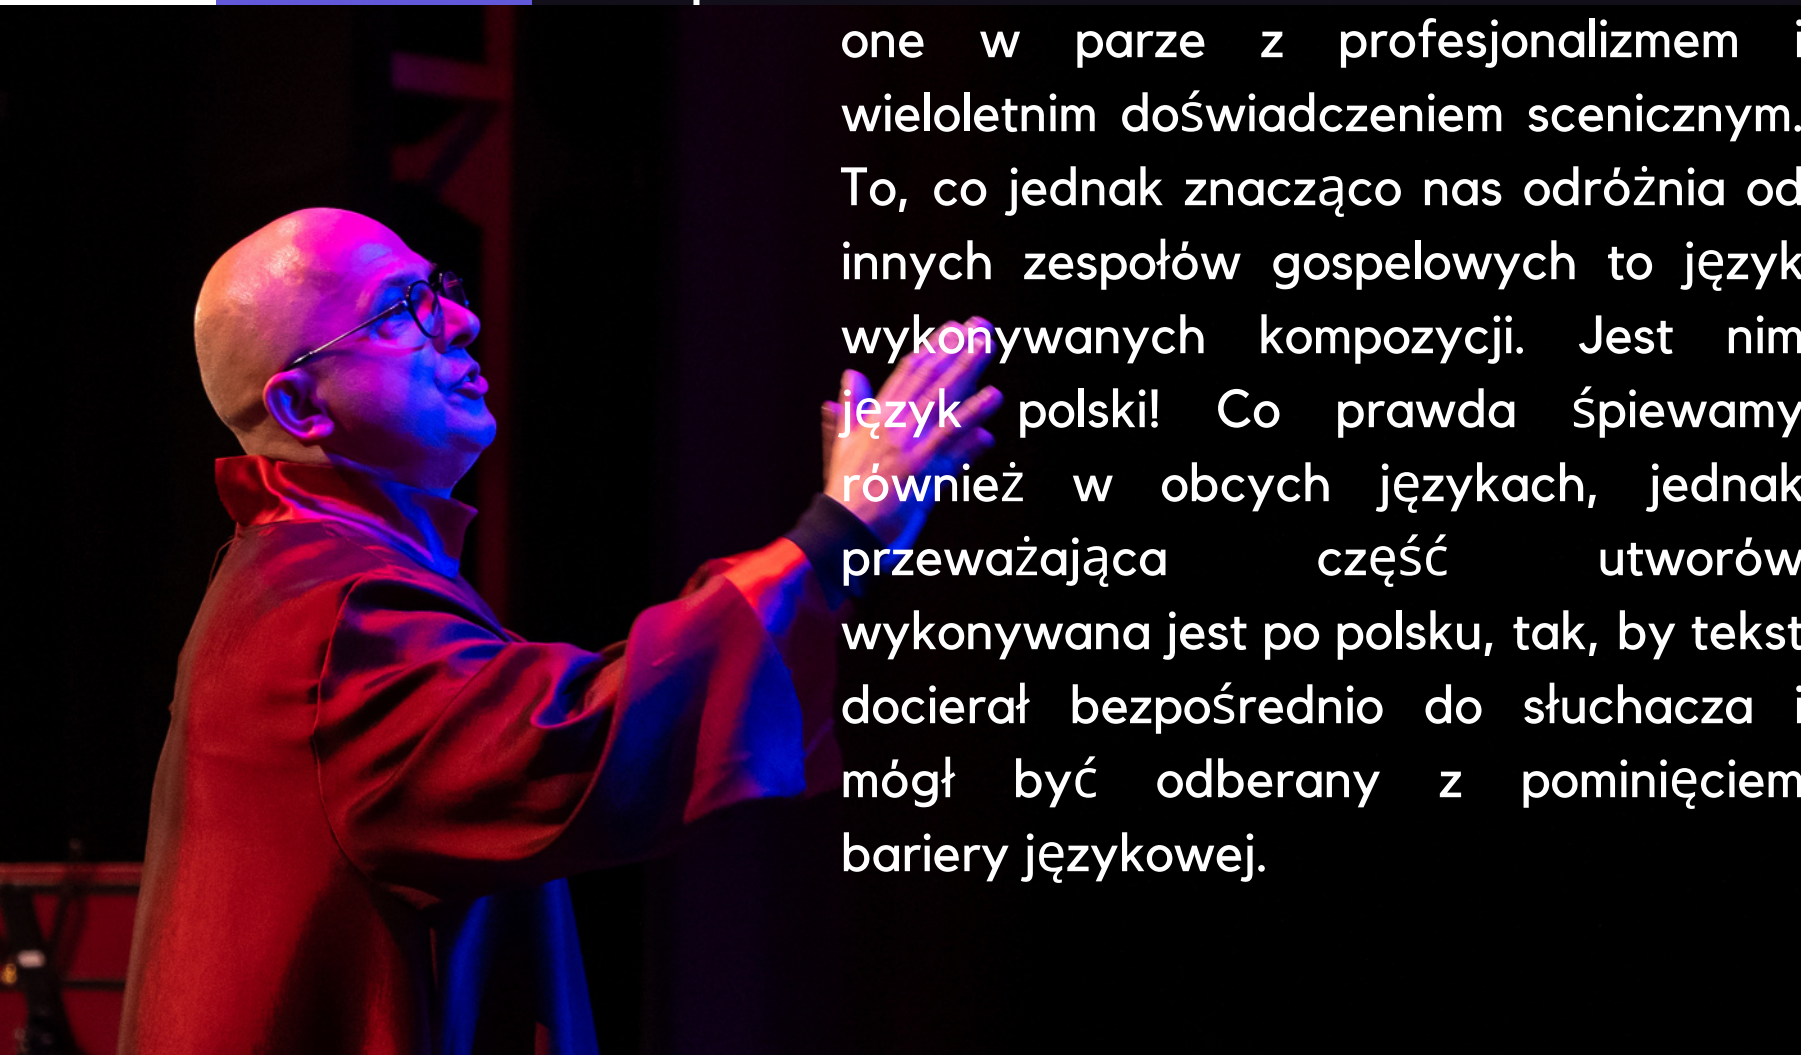 one w parze z profesjonalizmem i
wieloletnim doświadczeniem scenicznym.
To, co jednak znacząco nas odróżnia od
innych zespołów gospelowych to język
wykonywanych kompozycji. Jest nim
język polski! Co prawda śpiewamy
również w obcych językach, jednak
przeważająca część utworów
wykonywana jest po polsku, tak, by tekst
docierał bezpośrednio do słuchacza i
mógł być odberany z pominięciem
bariery językowej.